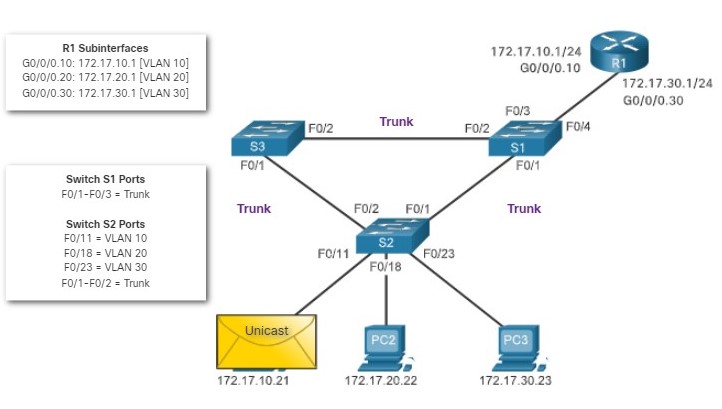 R1 Subinterfaces
G0/0/0.10: 172.17.10.1 [VLAN 10]
G0/0/0.20: 172.17.20.1 [VLAN 20]
G0/0/0.30: 172.17.30.1 [VLAN 30]
172.17.10.1/24
G0/0/0.10
R1
172.17.30.1/24
G0/0/0.30
F0/3
F0/2
Trunk
F0/2
F0/4
S3
S1
F0/1
F0/1
Switch S1 Ports
F0/1-F0/3 = Trunk
Switch S2 Ports
F0/11 = VLAN 10
F0/18 = VLAN 20
F0/23 = VLAN 30
F0/1-F0/2 = Trunk
Trunk
F0/2
F0/1
Trunk
S2
F0/11
F0/18
F0/23
Unicast
PC2
PC3
172.17.10.21
172.17.20.22
172.17.30.23